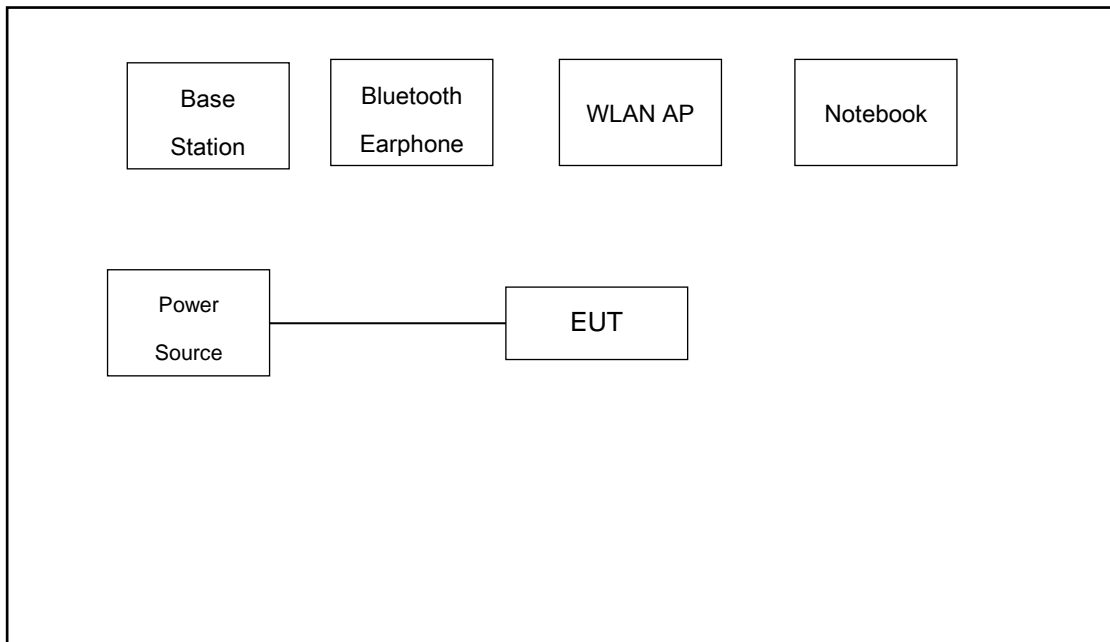 Base
Station
Bluetooth
Earphone
WLAN AP
Notebook
Power
Source
EUT